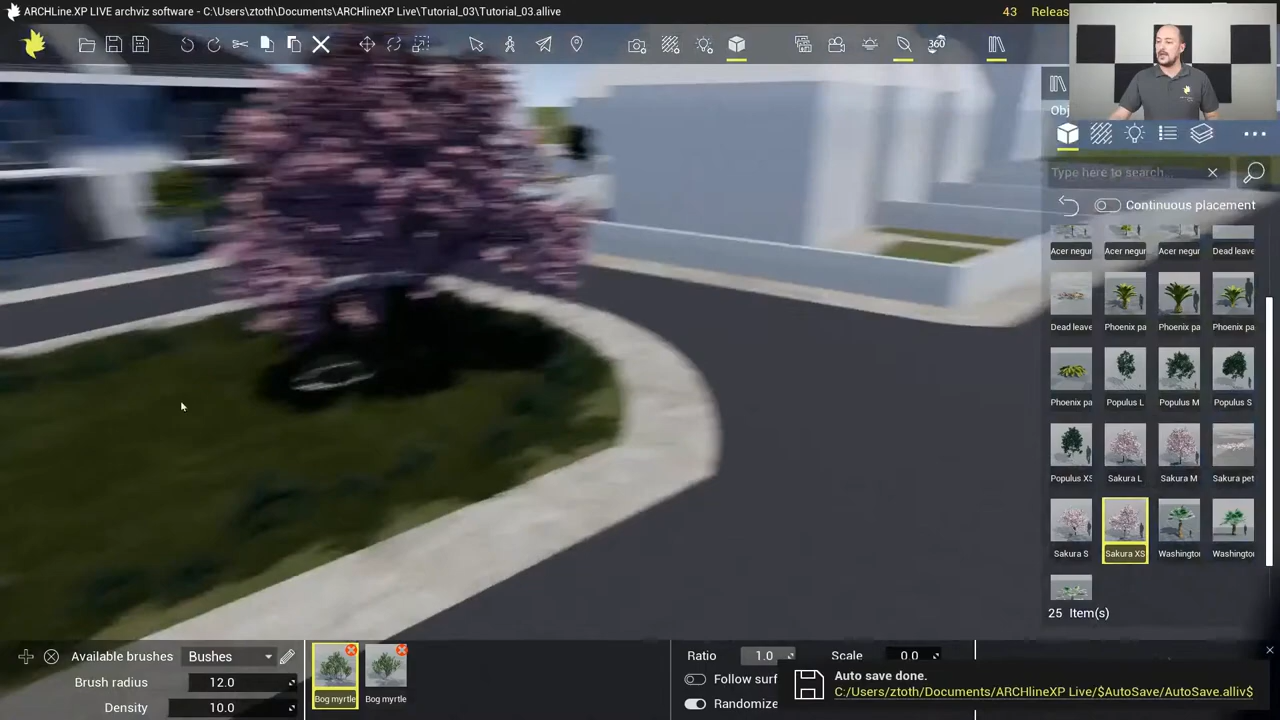 ARCHLine XP LIVE archviz software - C:\Users\ztoth\Documents\ARCHlineXP Live\Tutorial_03\Tutorial_03.allive
43 Releas
360
Obj
Type here to search...
Continuous placement
Acer negur Acer negur Acer negur Dead leave
Dead leave Phoenix pa Phoenix pa Phoenix pa
Phoenix pa Populus L Populus M Populus S
Populus XS Sakura L Sakura M Sakura pet
Sakura S Sakura XS Washingto Washingto
25 Item(s)
Available brushes Bushes
Brush radius 12.0
Density 10.0
Bog myrtle Bog myrtle
Ratio 1.0 Scale 0.0
Follow surf
Randomize
Auto save done.
C:/Users/ztoth/Documents/ARCHlineXP Live/$AutoSave/AutoSave.alliv$